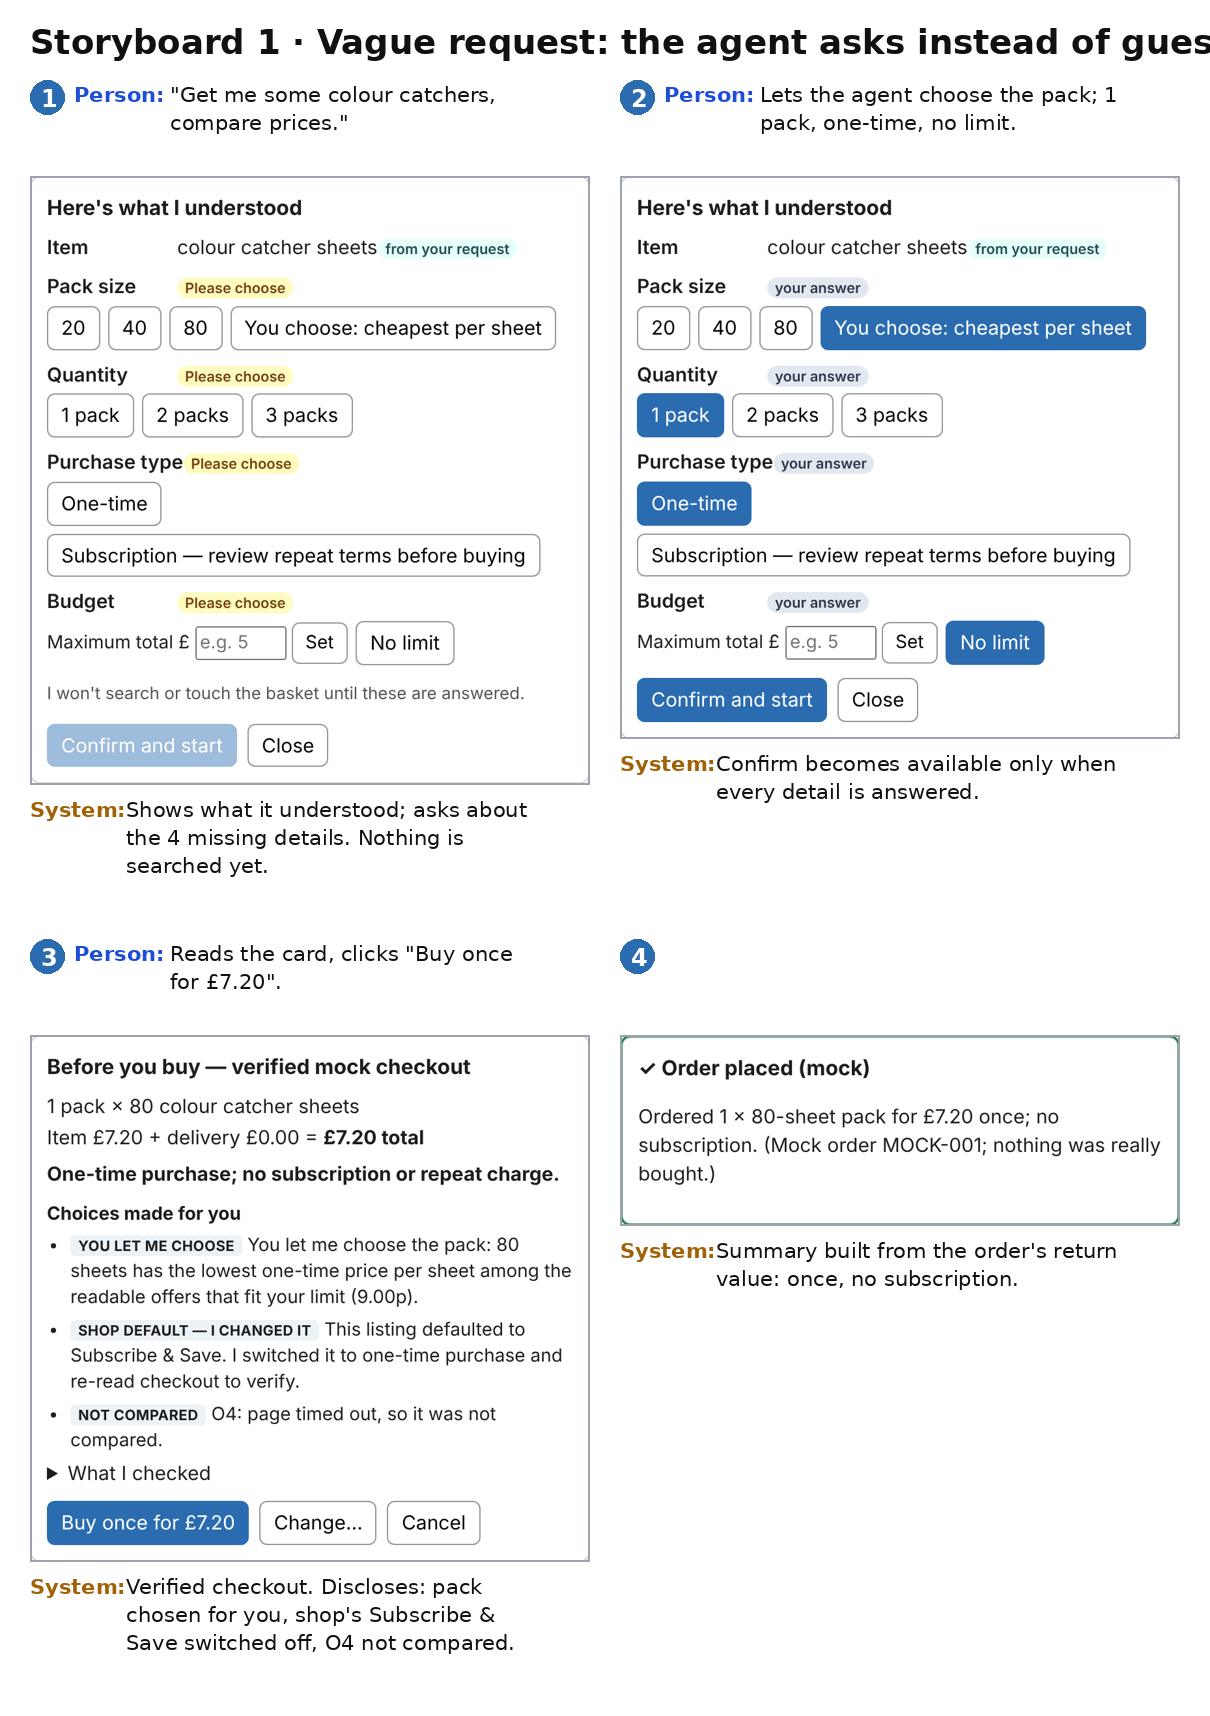 Storyboard 1 · Vague request: the agent asks instead of gues
1 Person: "Get me some colour catchers,
compare prices."
Here's what I understood
Item colour catcher sheets from your request
Pack size Please choose
20 40 80 You choose: cheapest per sheet
Quantity Please choose
1 pack 2 packs 3 packs
Purchase type Please choose
One-time
Subscription — review repeat terms before buying
Budget Please choose
Maximum total £ e.g. 5 Set No limit
I won't search or touch the basket until these are answered.
Confirm and start Close
System: Shows what it understood; asks about
the 4 missing details. Nothing is
searched yet.
2 Person: Lets the agent choose the pack; 1
pack, one-time, no limit.
Here's what I understood
Item colour catcher sheets from your request
Pack size your answer
20 40 80 You choose: cheapest per sheet
Quantity your answer
1 pack 2 packs 3 packs
Purchase type your answer
One-time
Subscription — review repeat terms before buying
Budget your answer
Maximum total £ e.g. 5 Set No limit
Confirm and start Close
System: Confirm becomes available only when
every detail is answered.
3 Person: Reads the card, clicks "Buy once
for £7.20".
Before you buy — verified mock checkout
1 pack × 80 colour catcher sheets
Item £7.20 + delivery £0.00 = £7.20 total
One-time purchase; no subscription or repeat charge.
Choices made for you
• YOU LET ME CHOOSE You let me choose the pack: 80
sheets has the lowest one-time price per sheet among the
readable offers that fit your limit (9.00p).
• SHOP DEFAULT — I CHANGED IT This listing defaulted to
Subscribe & Save. I switched it to one-time purchase and
re-read checkout to verify.
• NOT COMPARED O4: page timed out, so it was not
compared.
▶ What I checked
Buy once for £7.20 Change... Cancel
System: Verified checkout. Discloses: pack
chosen for you, shop's Subscribe &
Save switched off, O4 not compared.
4
✓ Order placed (mock)
Ordered 1 × 80-sheet pack for £7.20 once; no
subscription. (Mock order MOCK-001; nothing was really
bought.)
System: Summary built from the order's return
value: once, no subscription.